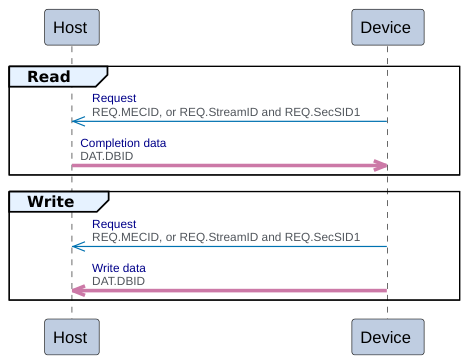 Host Device
Read
Request
REQ.MECID, or REQ.StreamID and REQ.SecSID1
Completion data
DAT.DBID
Write
Request
REQ.MECID, or REQ.StreamID and REQ.SecSID1
Write data
DAT.DBID
Host Device